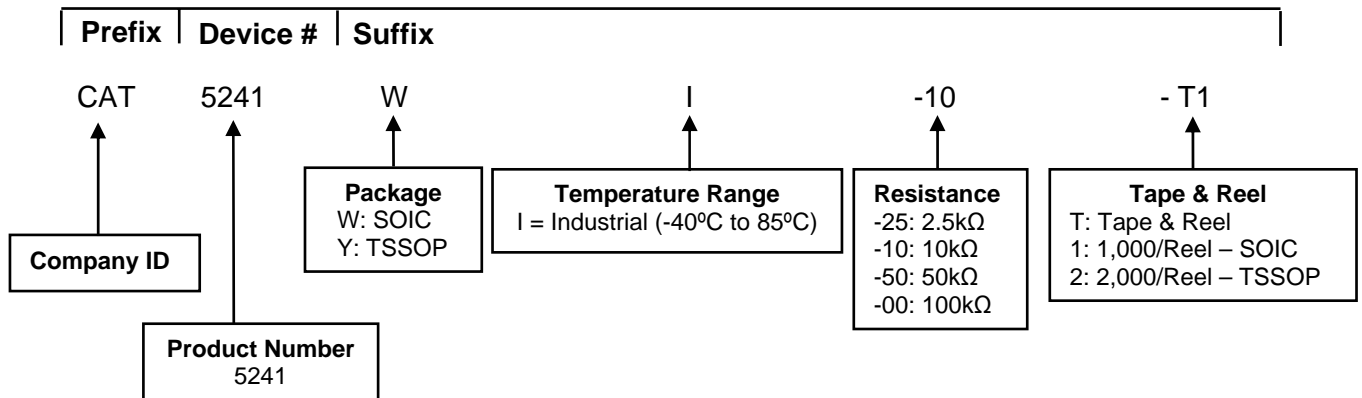 Prefix Device # Suffix
CAT 5241 W I -10 - T1
Company ID
Product Number
5241
Package
W: SOIC
Y: TSSOP
Temperature Range
I = Industrial (-40ºC to 85ºC)
Resistance
-25: 2.5kΩ
-10: 10kΩ
-50: 50kΩ
-00: 100kΩ
Tape & Reel
T: Tape & Reel
1: 1,000/Reel – SOIC
2: 2,000/Reel – TSSOP